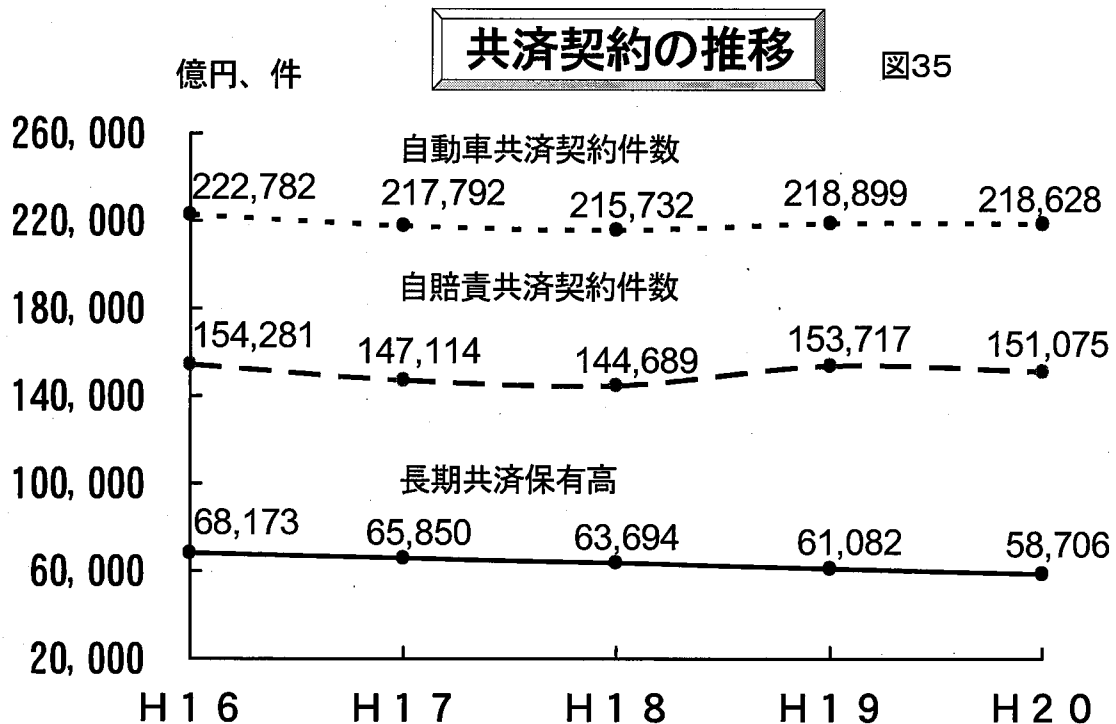 共済契約の推移
図35
億円、件
260,000
自動車共済契約件数
222,782 217,792 215,732 218,899 218,628
220,000
自賠責共済契約件数
180,000
154,281 147,114 144,689 153,717 151,075
140,000
長期共済保有高
100,000
68,173 65,850 63,694 61,082 58,706
60,000
20,000
H16 H17 H18 H19 H20